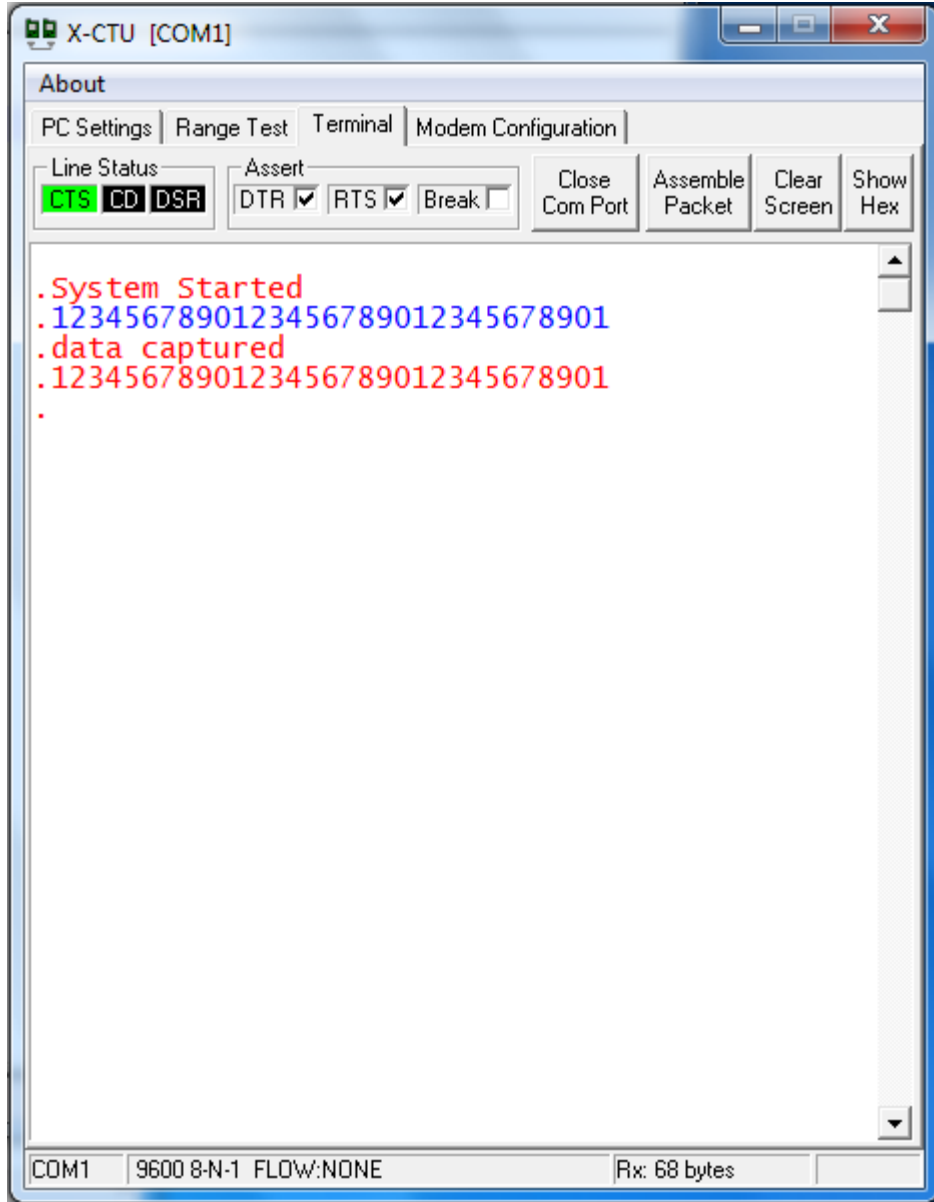 X-CTU [COM1]
About
PC Settings Range Test Terminal Modem Configuration
Line Status Assert
CTS CD DSR DTR RTS Break Close Com Port Assemble Packet Clear Screen Show Hex
.System Started
.1234567890123456789012345678901
.data captured
.1234567890123456789012345678901
.
COM1 9600 8-N-1 FLOW:NONE Rx: 68 bytes